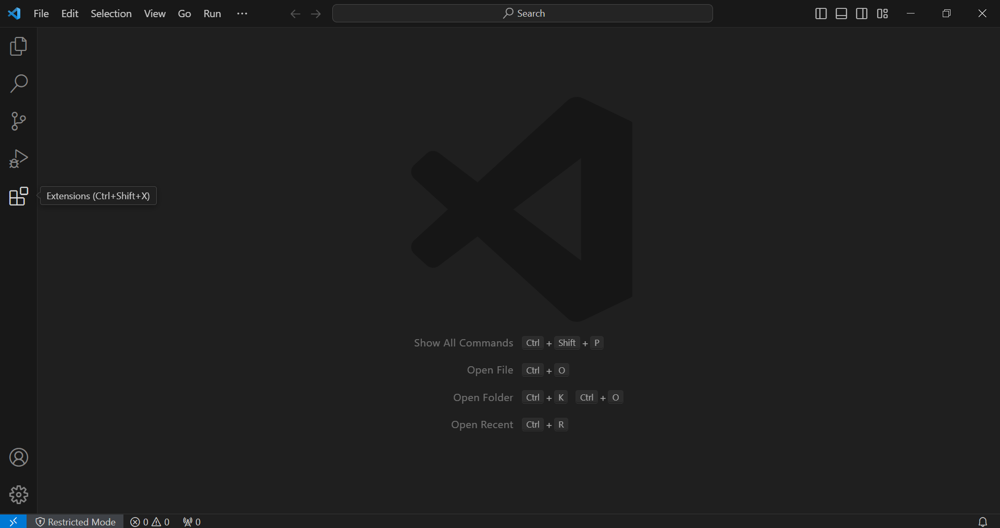 File Edit Selection View Go Run ···
Search
Extensions (Ctrl+Shift+X)
Show All Commands Ctrl + Shift + P
Open File Ctrl + O
Open Folder Ctrl + K Ctrl + O
Open Recent Ctrl + R
Restricted Mode 0 0 0